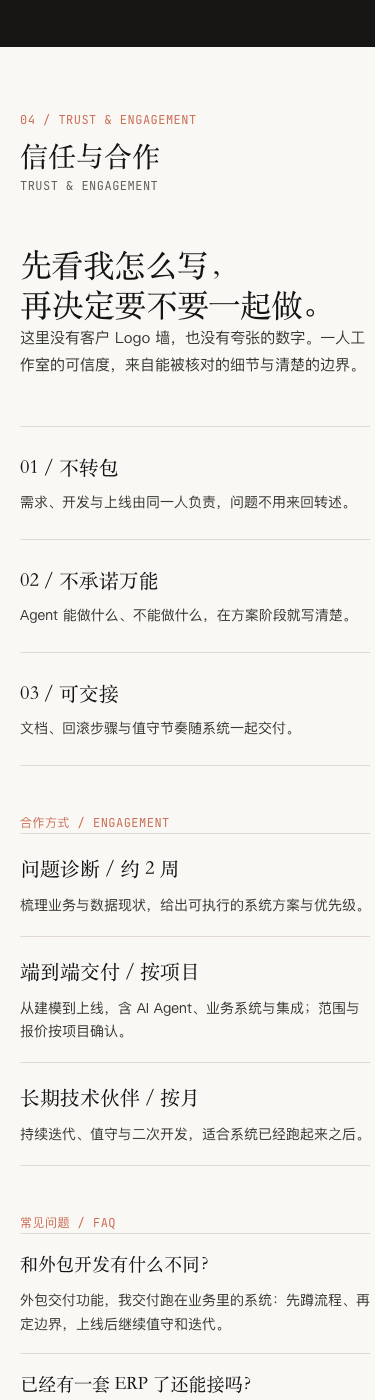 04 / TRUST & ENGAGEMENT
信任与合作
TRUST & ENGAGEMENT
先看我怎么写，
再决定要不要一起做。
这里没有客户 Logo 墙，也没有夸张的数字。一人工
作室的可信度，来自能被核对的细节与清楚的边界。
01 / 不转包
需求、开发与上线由同一人负责，问题不用来回转述。
02 / 不承诺万能
Agent 能做什么、不能做什么，在方案阶段就写清楚。
03 / 可交接
文档、回滚步骤与值守节奏随系统一起交付。
合作方式 / ENGAGEMENT
问题诊断 / 约 2 周
梳理业务与数据现状，给出可执行的系统方案与优先级。
端到端交付 / 按项目
从建模到上线，含 AI Agent、业务系统与集成；范围与
报价按项目确认。
长期技术伙伴 / 按月
持续迭代、值守与二次开发，适合系统已经跑起来之后。
常见问题 / FAQ
和外包开发有什么不同?
外包交付功能，我交付跑在业务里的系统：先蹲流程、再
定边界，上线后继续值守和迭代。
已经有一套 ERP 了还能接吗?